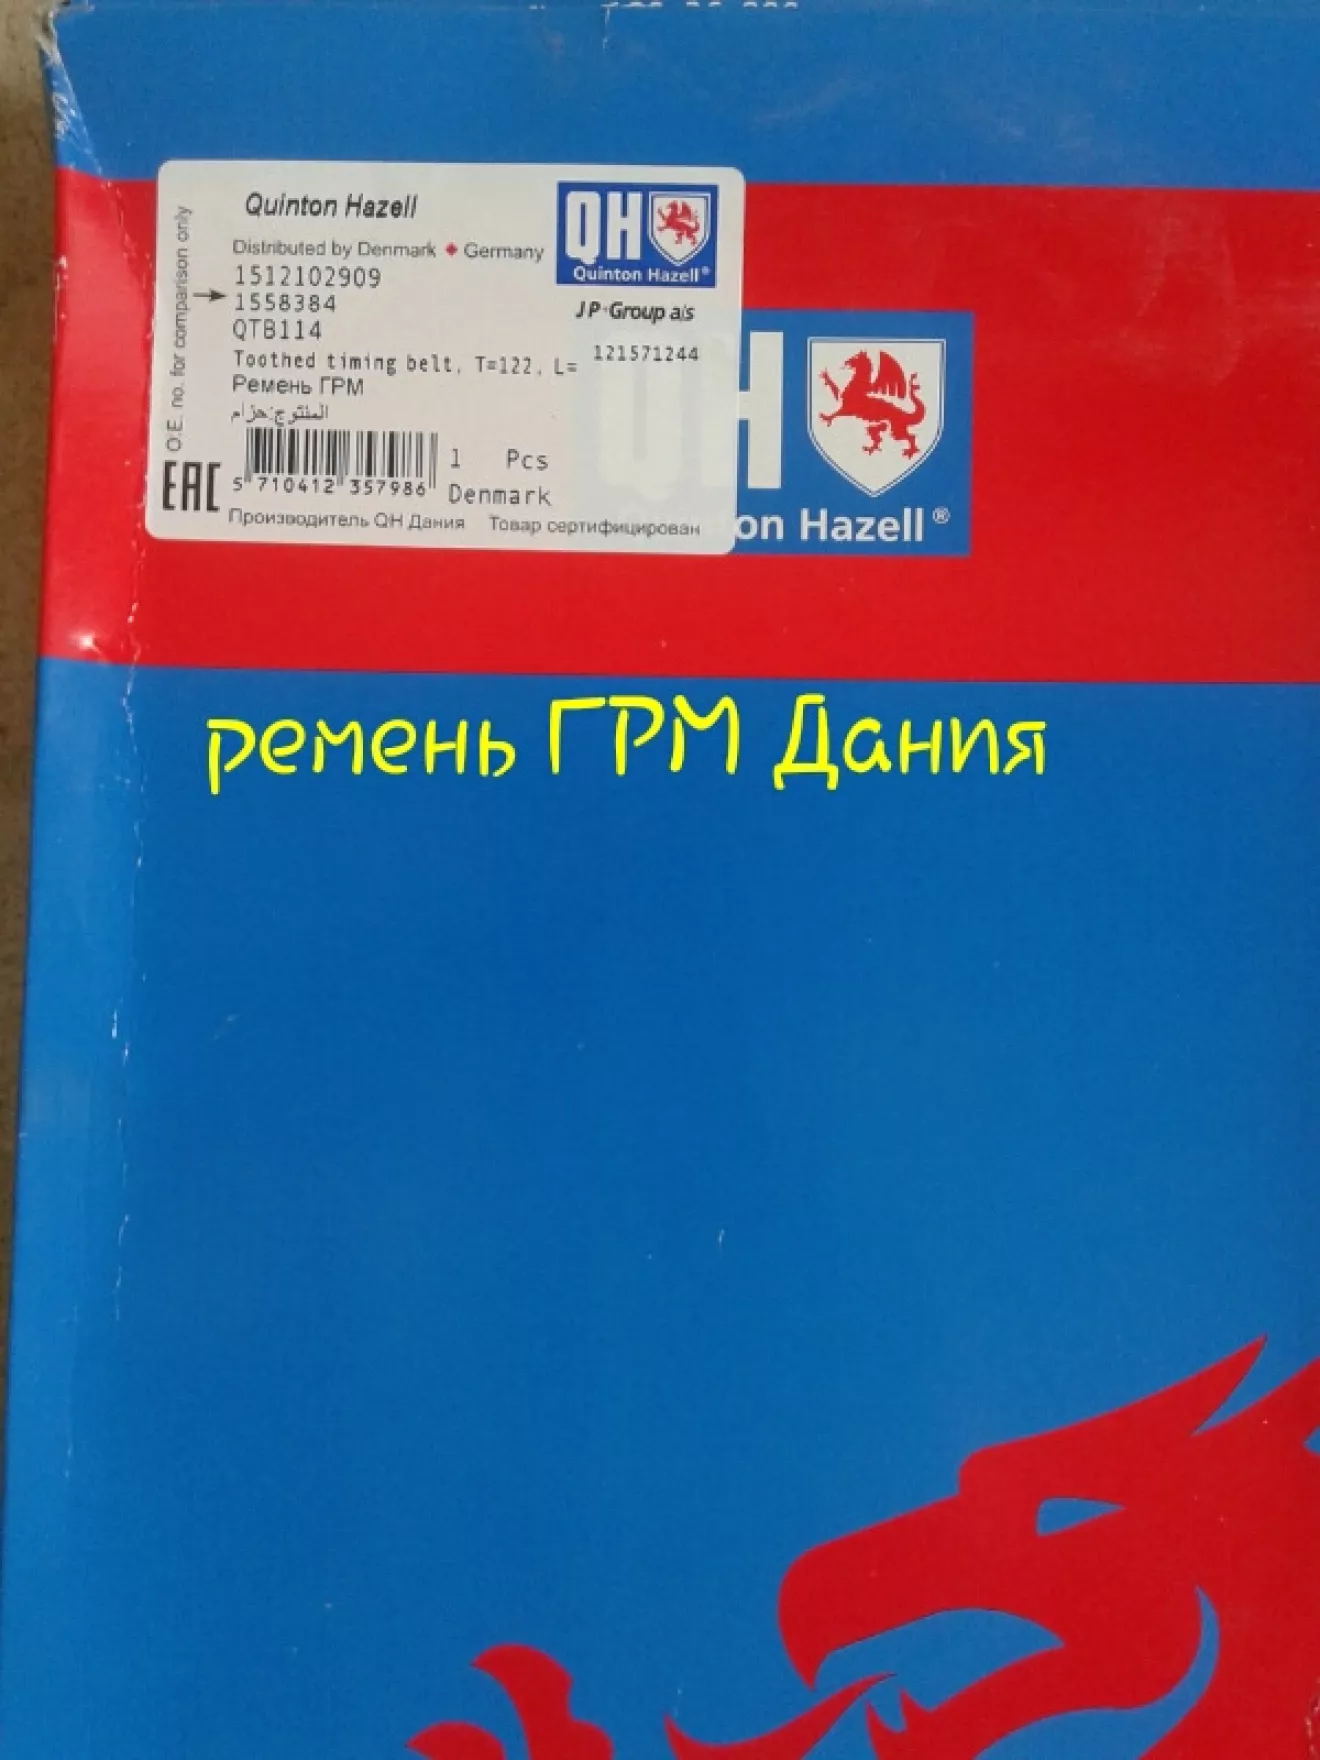 Quinton Hazell
QH
Quinton Hazell®
Distributed by Denmark Germany
1512102909
1558384
QTB114
JP Group a/s
Toothed timing belt, T=122, L=
121571244
Ремень ГРМ
المنتوج:حزام
O.E. no. for comparison only
EAC
5 710412 357986
1 Pcs
Denmark
Производитель QH Дания Товар сертифицирован
QH
on Hazell®
ремень ГРМ Дания